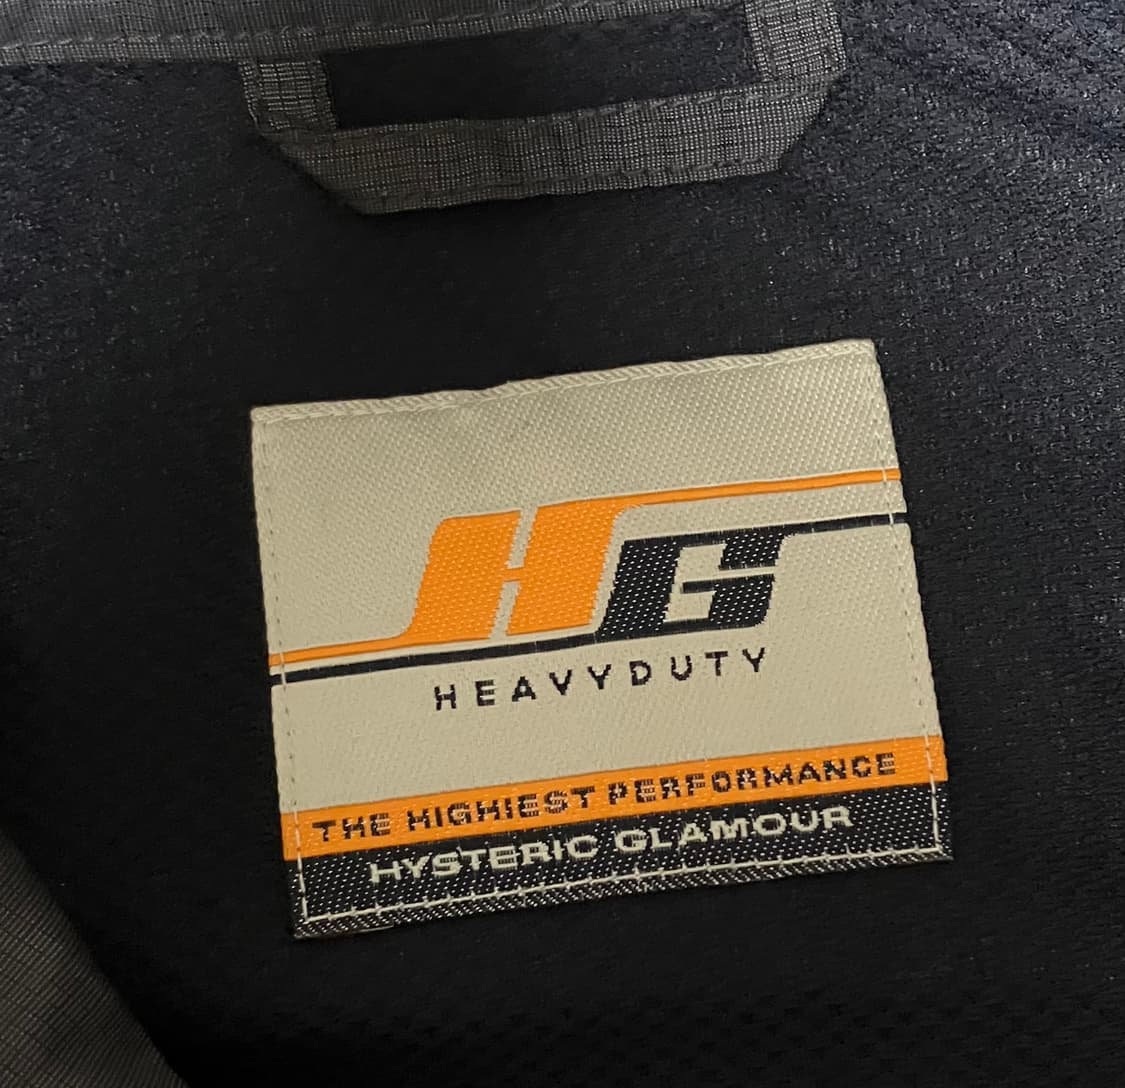 HG
HEAVYDUTY
THE HIGHIEST PERFORMANCE
HYSTERIC GLAMOUR